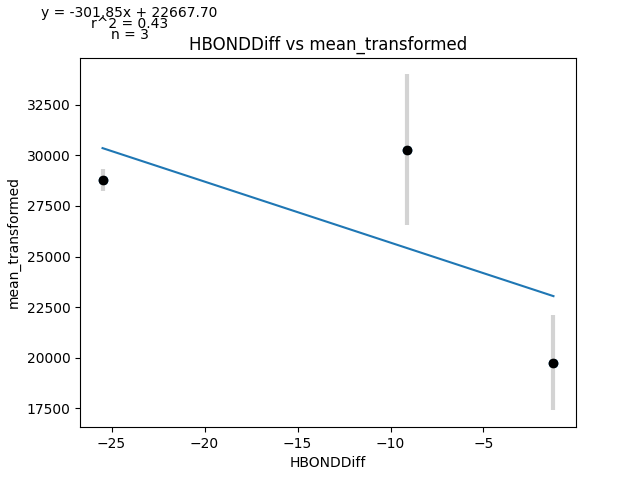 y = -301.85x + 22667.70
r^2 = 0.43
n = 3
HBONDDiff vs mean_transformed
mean_transformed
32500
30000
27500
25000
22500
20000
17500
−25
−20
−15
−10
−5
HBONDDiff